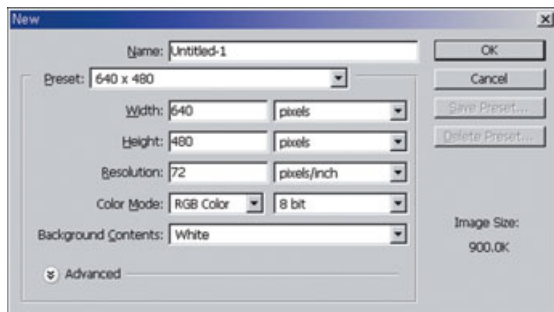 New
Name: Untitled-1
OK
Preset: 640 x 480
Cancel
Width: 640 pixels
Save Preset...
Height: 480 pixels
Delete Preset...
Resolution: 72 pixels/inch
Color Mode: RGB Color 8 bit
Image Size:
Background Contents: White
900.0K
Advanced